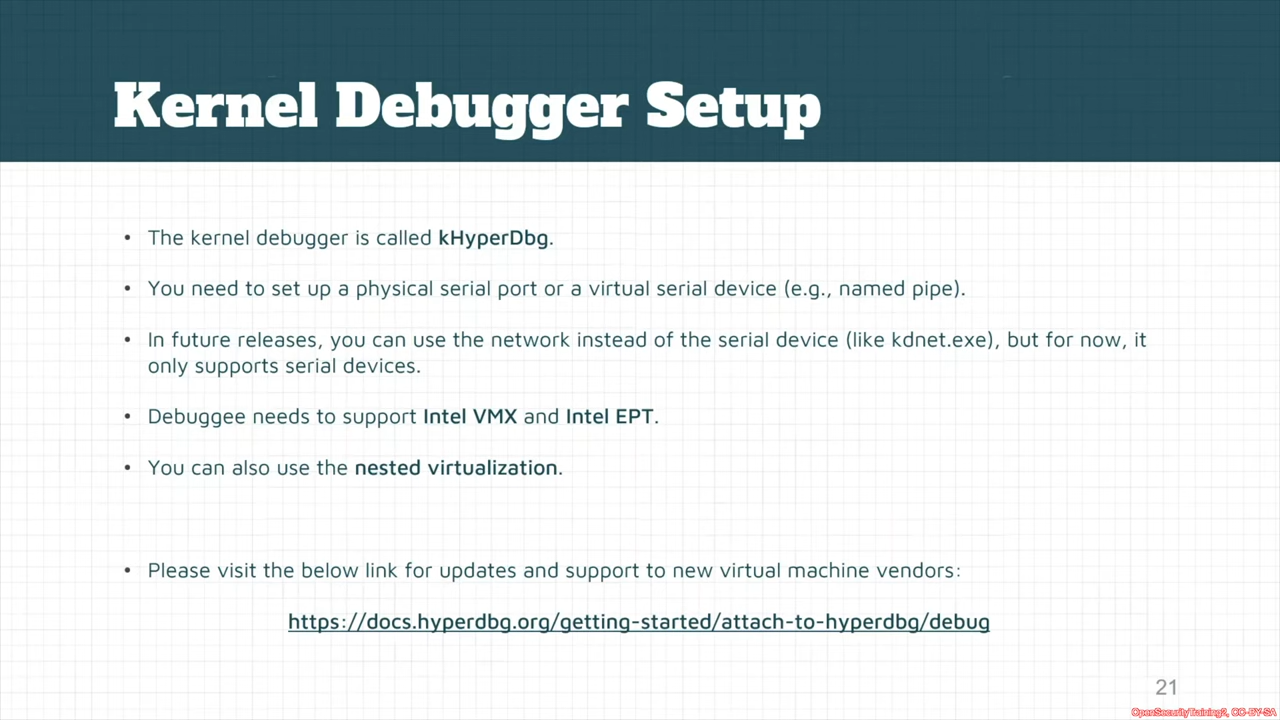 Kernel Debugger Setup
• The kernel debugger is called kHyperDbg.
• You need to set up a physical serial port or a virtual serial device (e.g., named pipe).
• In future releases, you can use the network instead of the serial device (like kdnet.exe), but for now, it
only supports serial devices.
• Debuggee needs to support Intel VMX and Intel EPT.
• You can also use the nested virtualization.
• Please visit the below link for updates and support to new virtual machine vendors:
https://docs.hyperdbg.org/getting-started/attach-to-hyperdbg/debug
21
OpenSecurityTraining2, CC-BY-SA